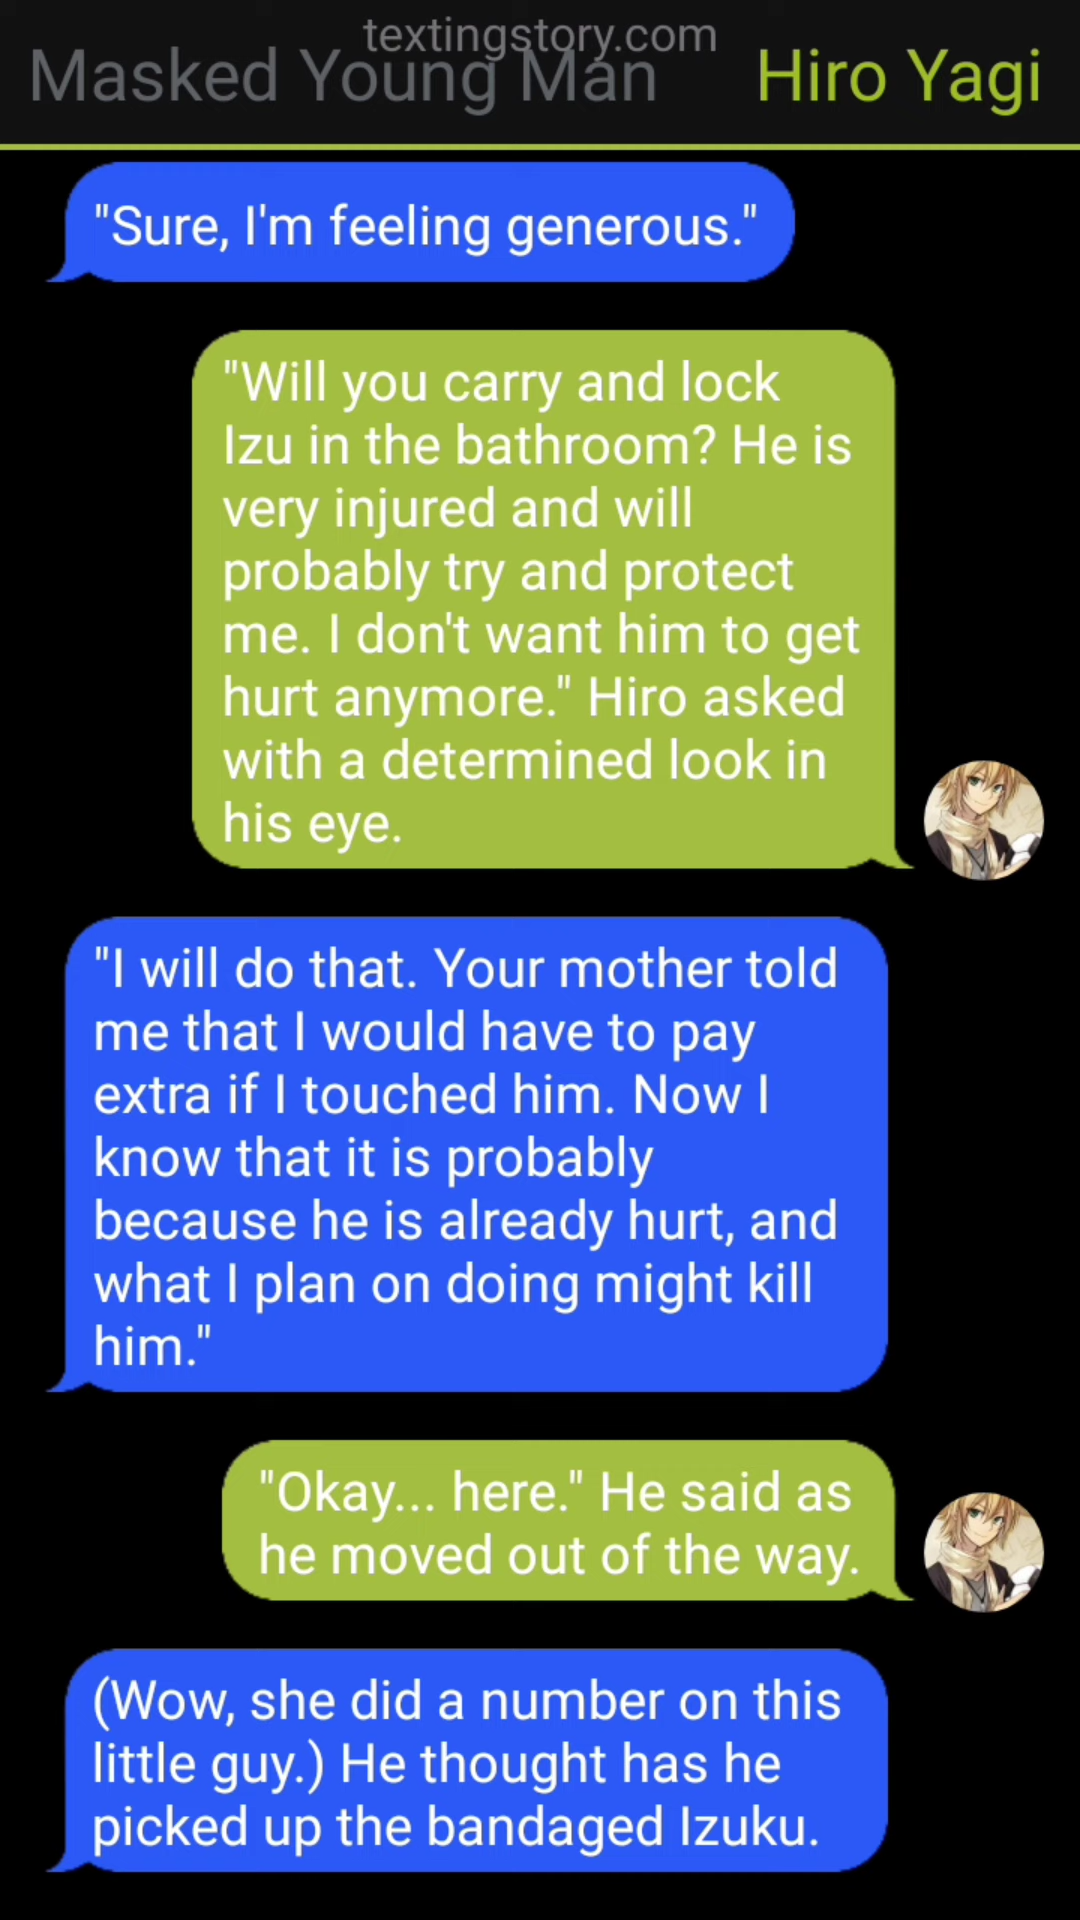 textingstory.com
Masked Young Man
Hiro Yagi
"Sure, I'm feeling generous."
"Will you carry and lock
Izu in the bathroom? He is
very injured and will
probably try and protect
me. I don't want him to get
hurt anymore." Hiro asked
with a determined look in
his eye.
"I will do that. Your mother told
me that I would have to pay
extra if I touched him. Now I
know that it is probably
because he is already hurt, and
what I plan on doing might kill
him."
"Okay... here." He said as
he moved out of the way.
(Wow, she did a number on this
little guy.) He thought has he
picked up the bandaged Izuku.